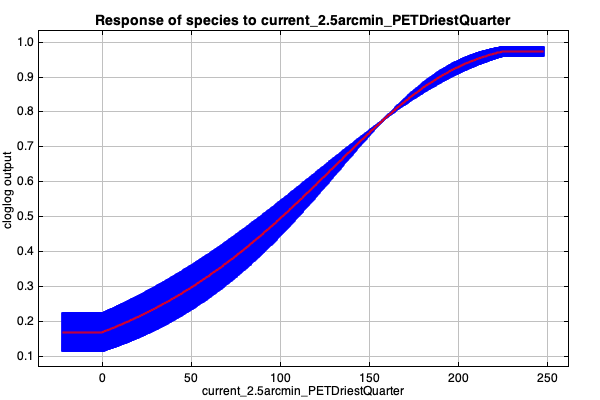 Response of species to current_2.5arcmin_PETDriestQuarter
1.0
0.9
0.8
0.7
0.6
0.5
0.4
0.3
0.2
0.1
cloglog output
0 50 100 150 200 250
current_2.5arcmin_PETDriestQuarter